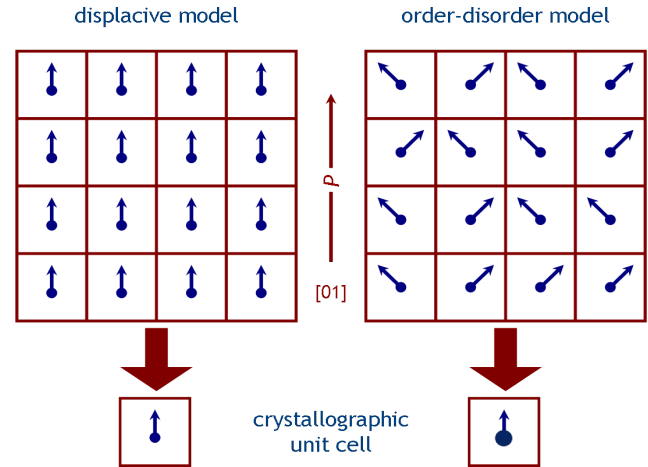 displacive model
order-disorder model
P
[01]
crystallographic
unit cell